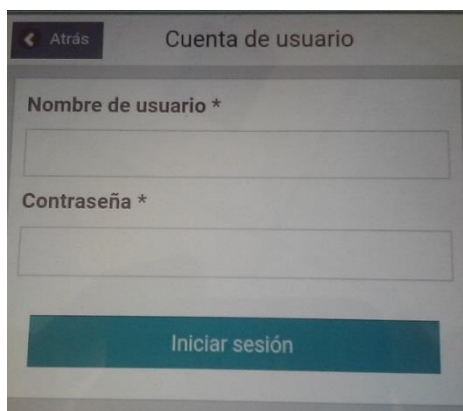 Atrás
Cuenta de usuario
Nombre de usuario *
Contraseña *
Iniciar sesión